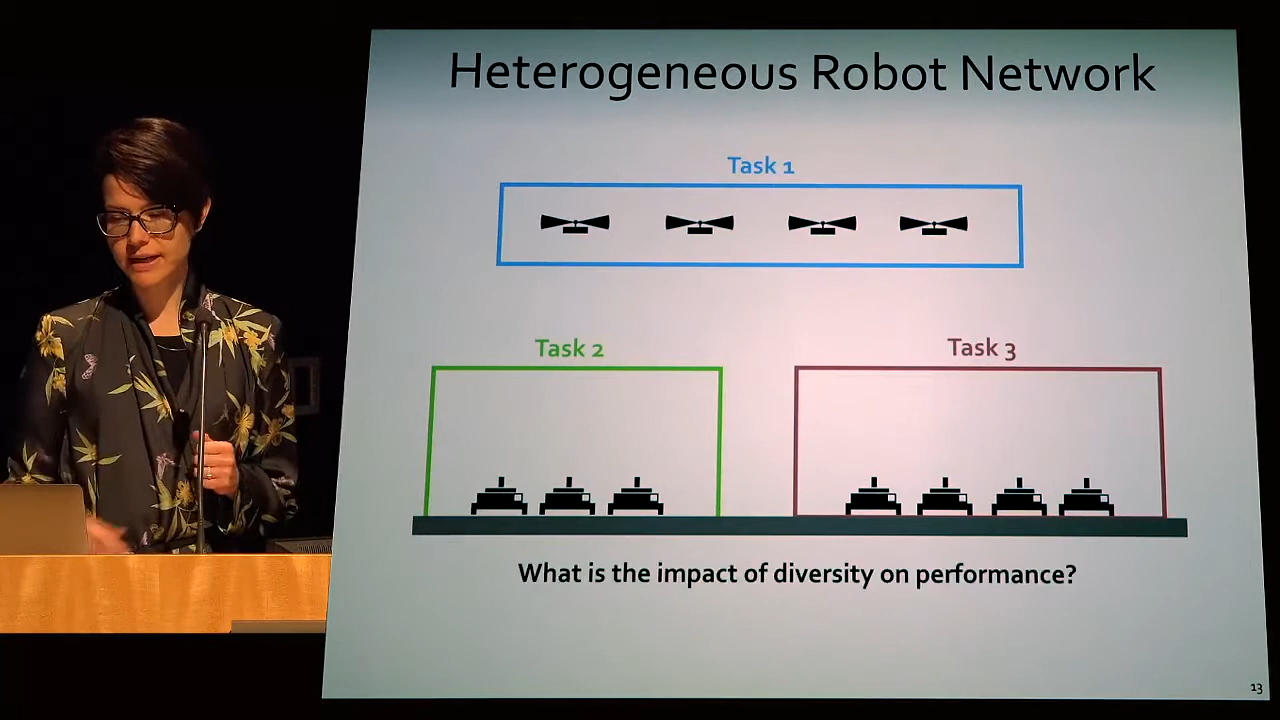 Heterogeneous Robot Network
Task 1
Task 2
Task 3
What is the impact of diversity on performance?
13